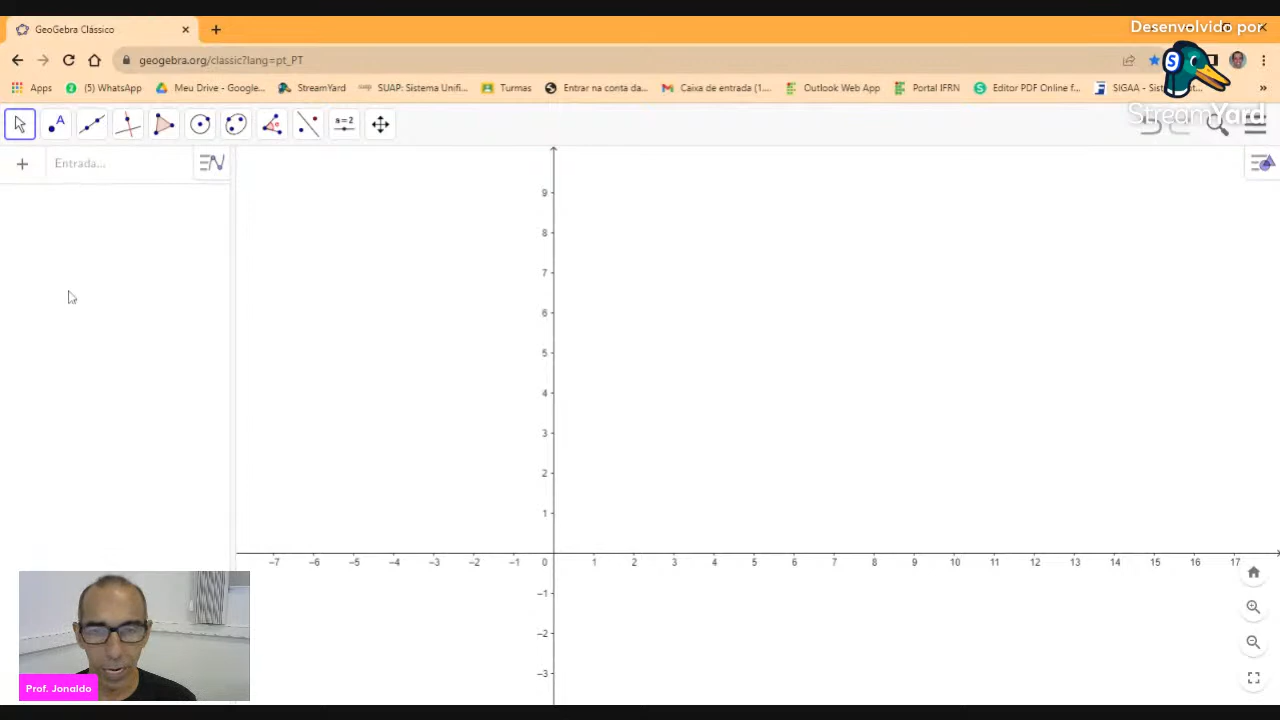 GeoGebra Clássico
Desenvolvido por
geogebra.org/classic?lang=pt_PT
Apps (5) WhatsApp Meu Drive - Google... StreamYard SUAP: Sistema Unifi... Turmas Entrar na conta da... Caixa de entrada (1... Outlook Web App Portal IFRN Editor PDF Online f... SIGAA - Sis »
StreamYard
A
a=2
Entrada...
9
8
7
6
5
4
3
2
1
-7 -6 -5 -4 -3 -2 -1 0 1 2 3 4 5 6 7 8 9 10 11 12 13 14 15 16 17
-1
-2
-3
Prof. Jonaldo